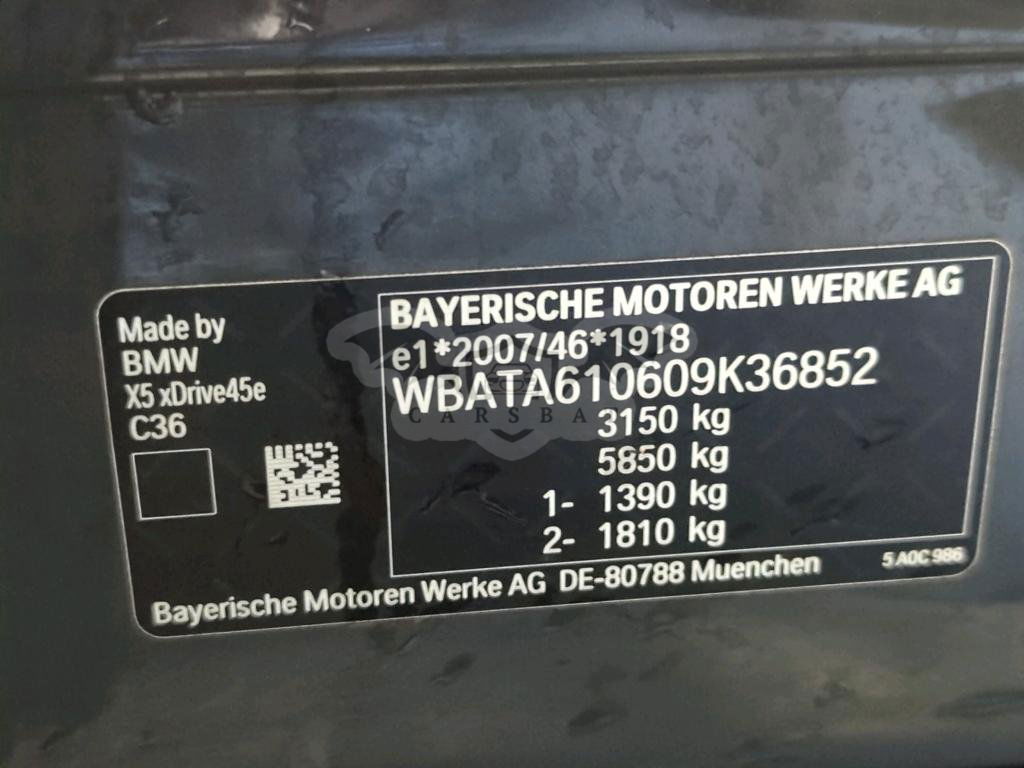 Made by
BMW
X5 xDrive45e
C36
BAYERISCHE MOTOREN WERKE AG
e1*2007/46*1918
WBATA610609K36852
3150 kg
5850 kg
1- 1390 kg
2- 1810 kg
Bayerische Motoren Werke AG DE-80788 Muenchen
5 A0C 986
CARSBA